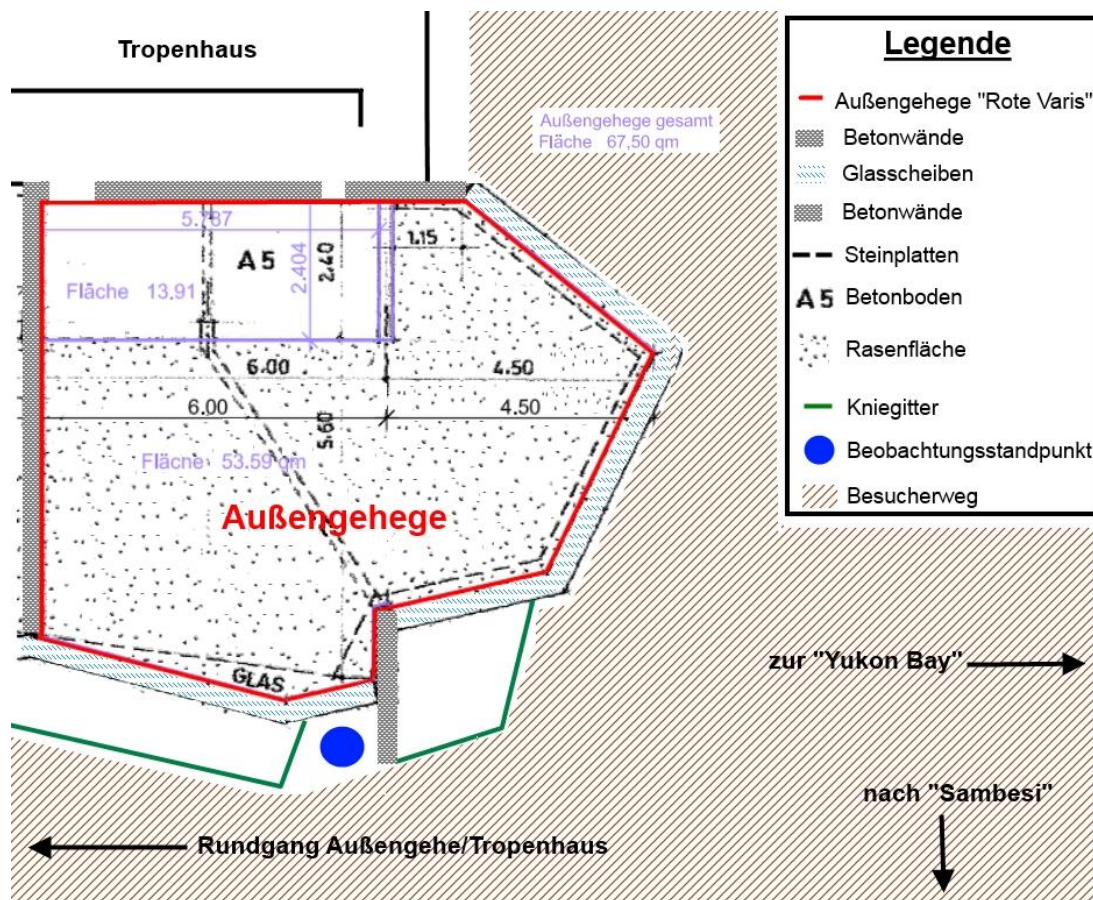 Tropenhaus
Außengehege gesamt
Fläche 67,50 qm
5.787
1.15
A5
2.404
2.40
Fläche 13.91
6.00
4.50
6.00
4.50
5.60
Fläcne 53.59 qm
Außengehege
GLAS
zur "Yukon Bay"
nach "Sambesi"
Rundgang Außengehe/Tropenhaus
Legende
Außengehege "Rote Varis"
Betonwände
Glasscheiben
Betonwände
Steinplatten
A5 Betonboden
Rasenfläche
Kniegitter
Beobachtungsstandpunkt
Besucherweg